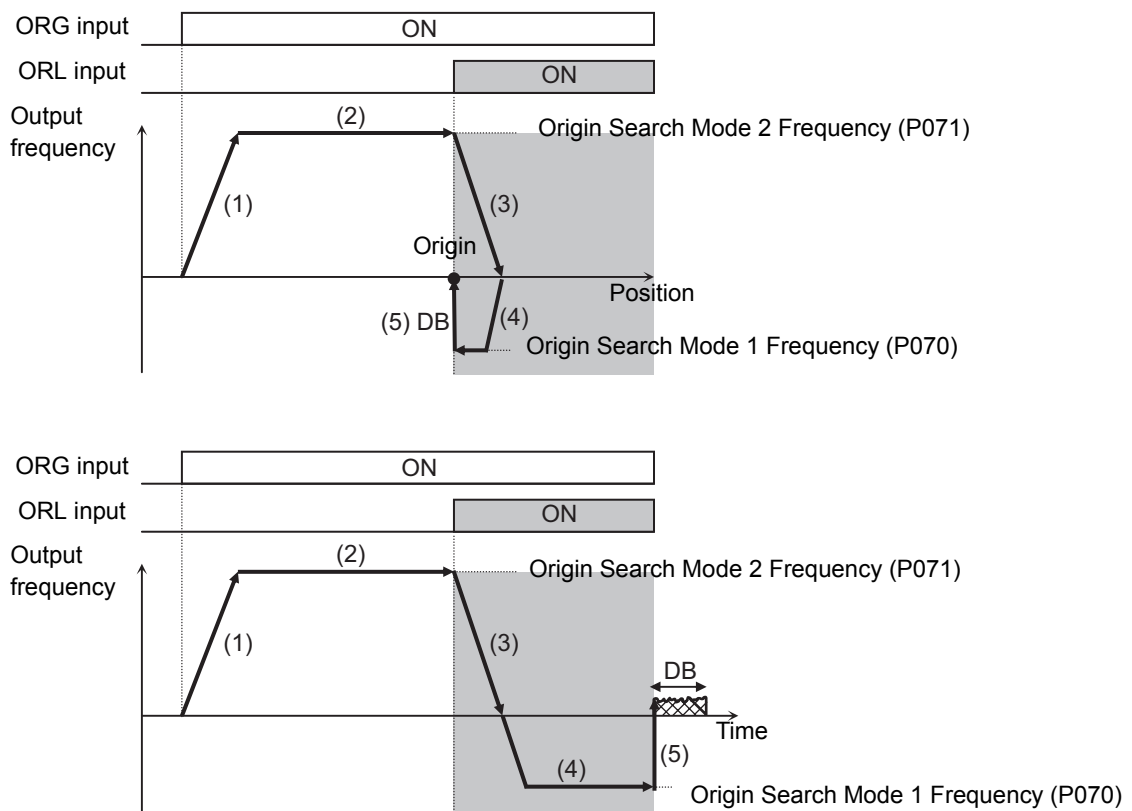 ORG input
ON
ORL input
ON
Output
frequency
(2)
Origin Search Mode 2 Frequency (P071)
(1)
(3)
Origin
Position
(5) DB
(4)
Origin Search Mode 1 Frequency (P070)
ORG input
ON
ORL input
ON
Output
frequency
(2)
Origin Search Mode 2 Frequency (P071)
(1)
(3)
DB
Time
(4)
(5)
Origin Search Mode 1 Frequency (P070)